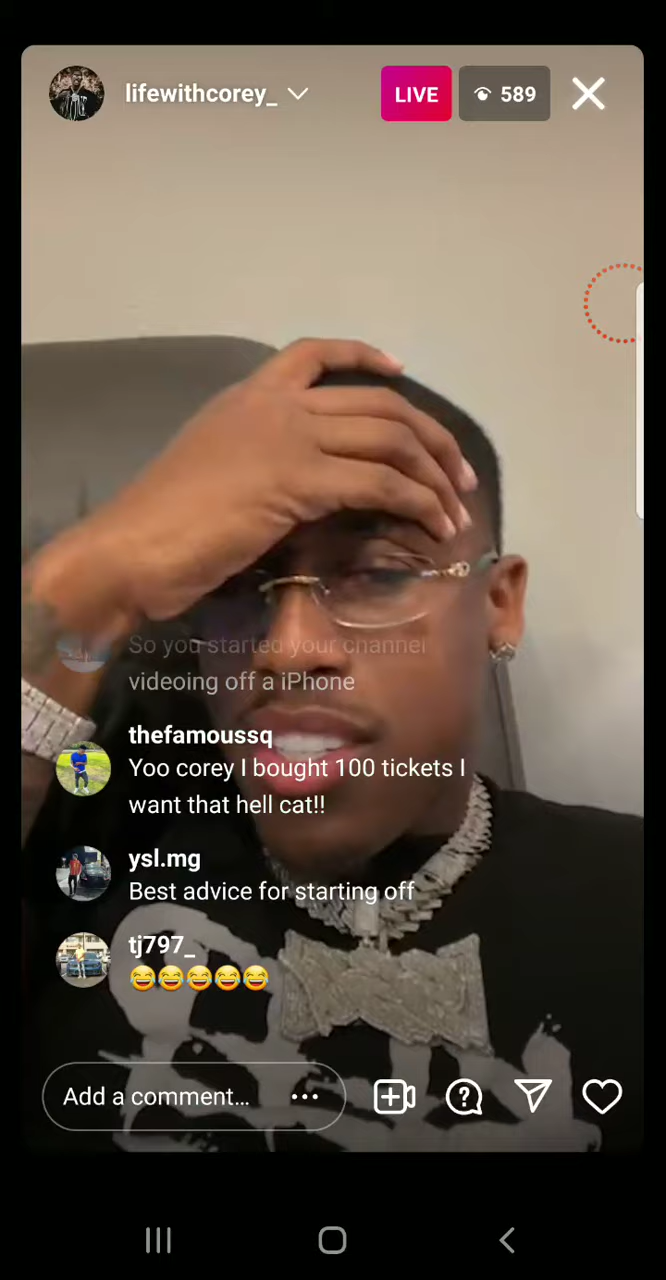 lifewithcorey_
LIVE
589
So you started your channel
videoing off a iPhone
thefamoussq
Yoo corey I bought 100 tickets I
want that hell cat!!
ysl.mg
Best advice for starting off
tj797_
😂😂😂😂😂
Add a comment...